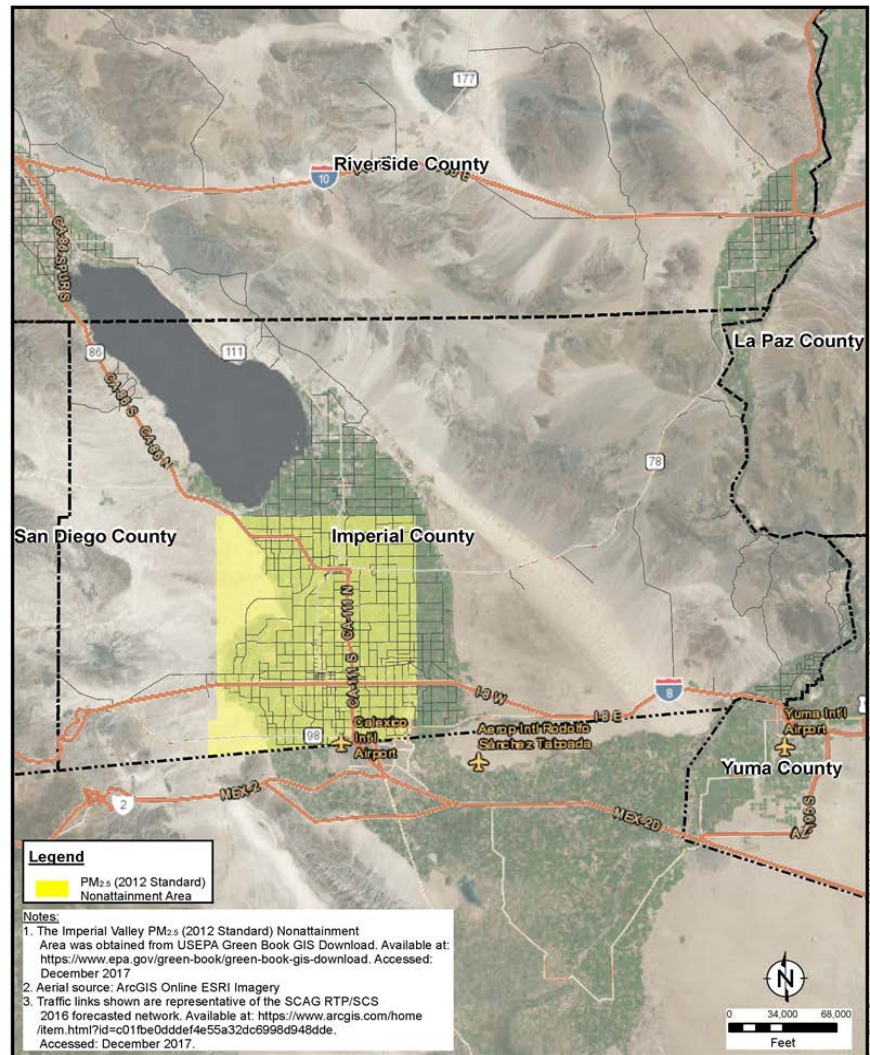 177
Riverside County
10
CA-86 SPUR S
La Paz County
86
111
CA-86 S CA-86 N
78
San Diego County
Imperial County
CA-111 S CA-111 N
I-8 W
8
I-8 E
Calexico
Int'l
Airport
98
Aerop Intl Rodolfo
Sánchez Taboada
Yuma Int'l
Airport
Yuma County
2
MEX-2
MEX-2D
Legend
PM2.5 (2012 Standard)
Nonattainment Area
Notes:
1. The Imperial Valley PM2.5 (2012 Standard) Nonattainment
Area was obtained from USEPA Green Book GIS Download. Available at:
https://www.epa.gov/green-book/green-book-gis-download. Accessed:
December 2017
2. Aerial source: ArcGIS Online ESRI Imagery
3. Traffic links shown are representative of the SCAG RTP/SCS
2016 forecasted network. Available at: https://www.arcgis.com/home
/item.html?id=c01fbe0dddef4e55a32dc6998d948dde.
Accessed: December 2017.
N
0 34,000 68,000
Feet